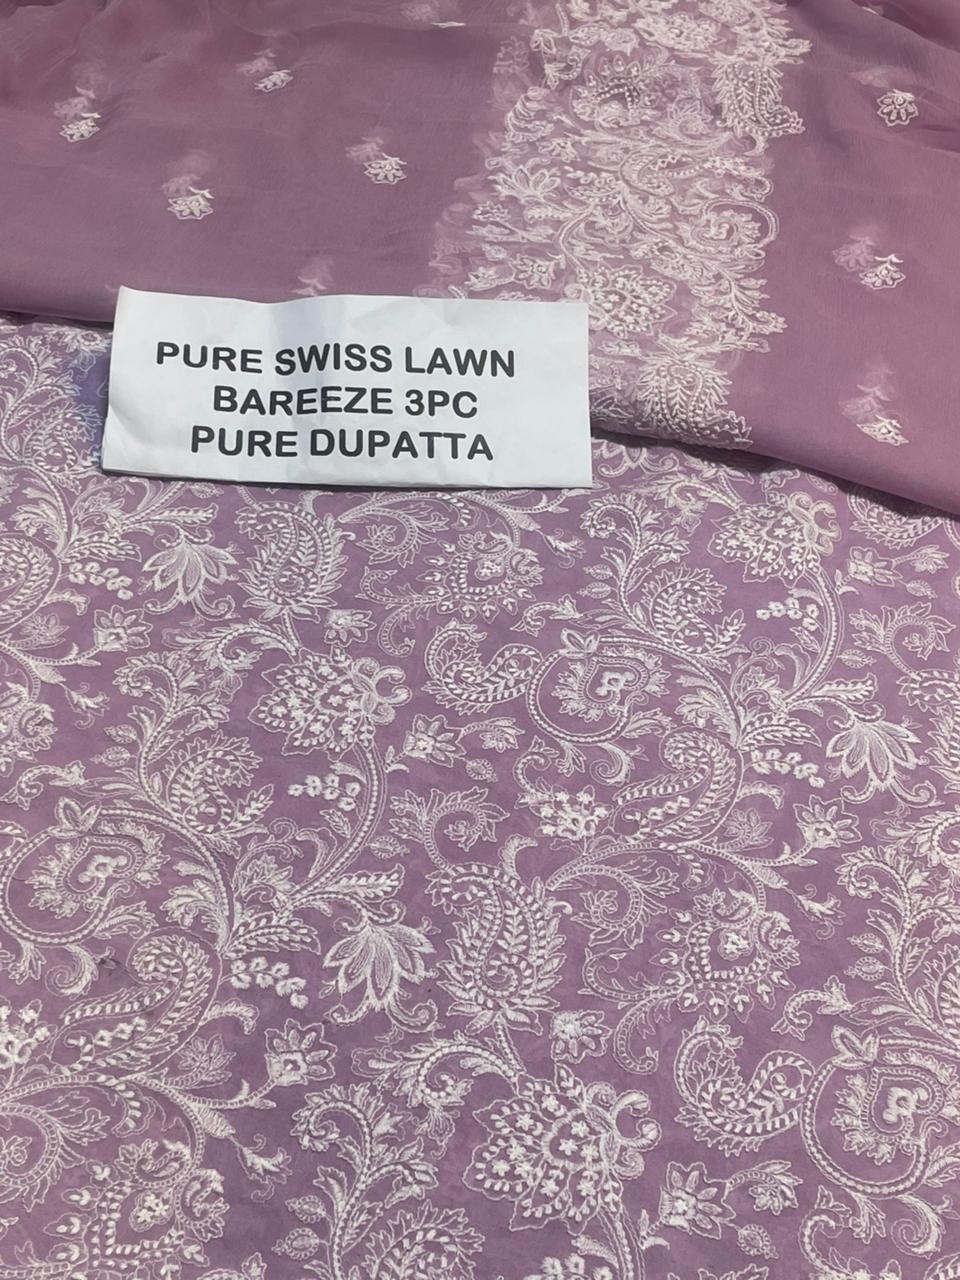 PURE SWISS LAWN
BAREEZE 3PC
PURE DUPATTA